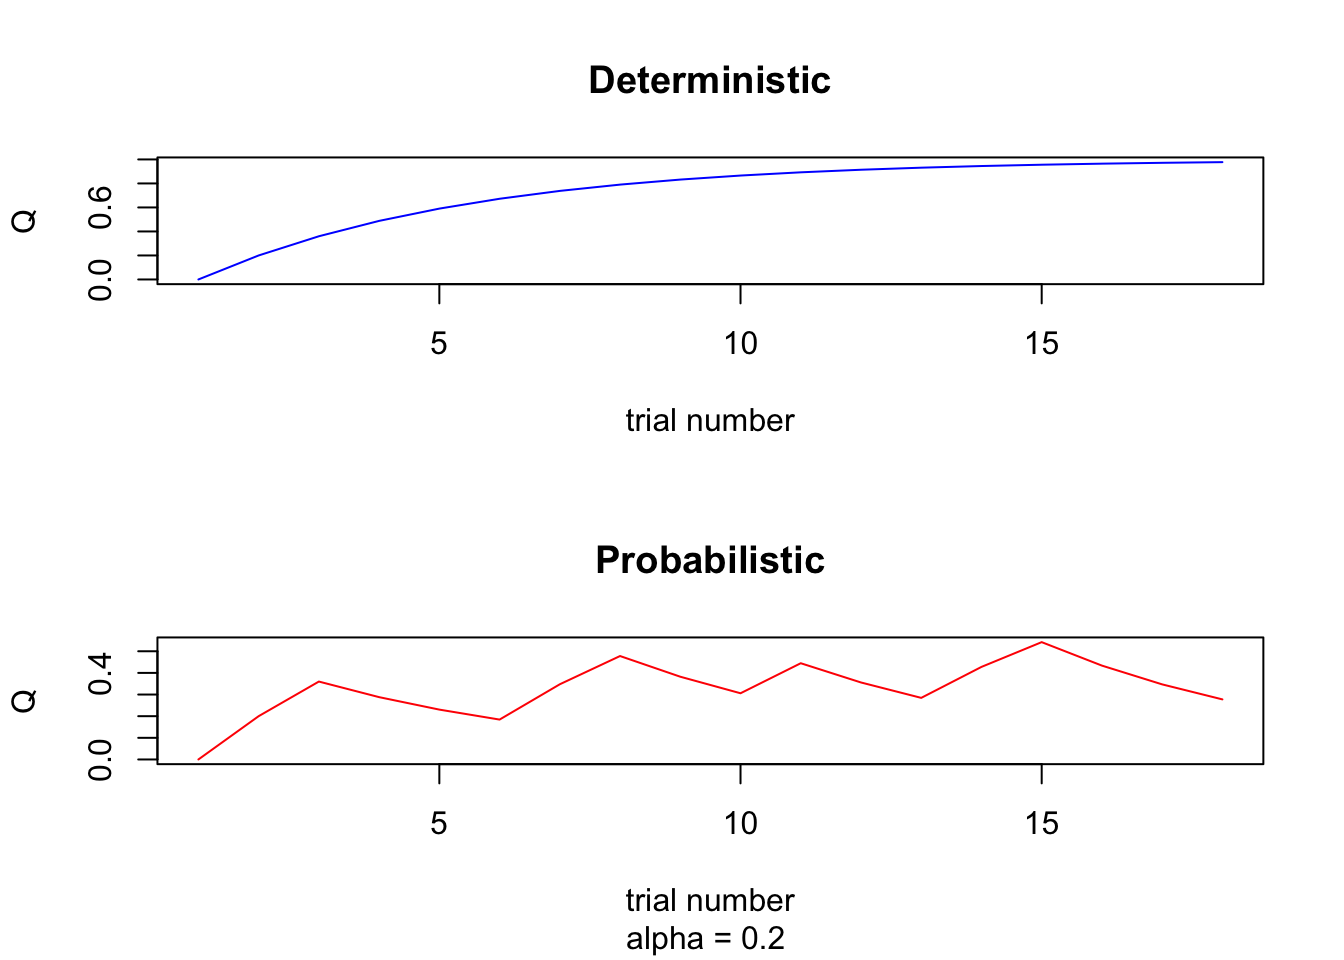 Deterministic
Q
0.0
0.6
5 10 15
trial number
Probabilistic
Q
0.0
0.4
5 10 15
trial number
alpha = 0.2